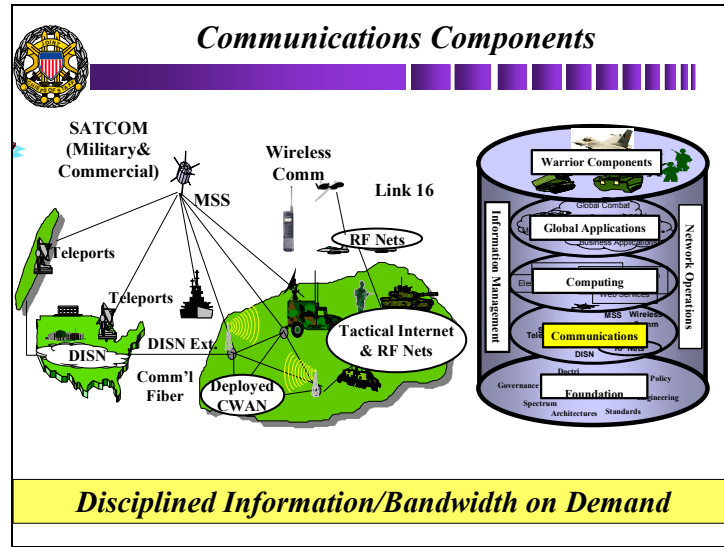 Communications Components
SATCOM
(Military&
Commercial)
MSS
Wireless
Comm
Link 16
RF Nets
Teleports
Teleports
DISN
DISN Ext.
Comm'l
Fiber
Deployed
CWAN
Tactical Internet
& RF Nets
Warrior Components
Information Management
Network Operations
Global Combat
Global Applications
Business Applications
Computing
Web Services
MSS
Wireless
Comm
Communications
DISN
RF Nets
Governance
Policy
Foundation
Spectrum
Architectures
Standards
Disciplined Information/Bandwidth on Demand